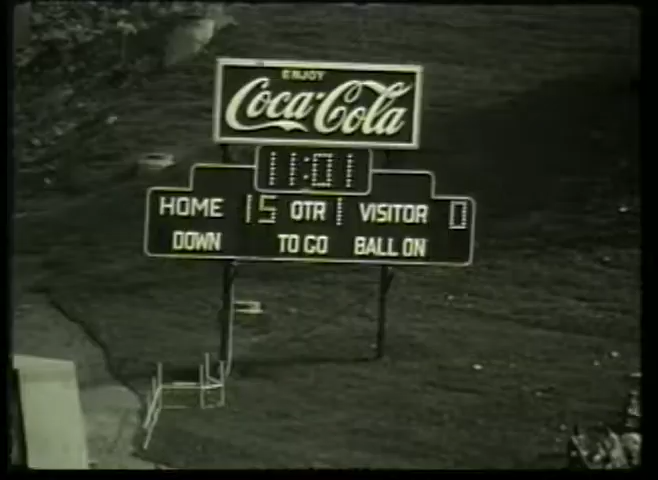 ENJOY
Coca-Cola
11:01
HOME 15 QTR 1 VISITOR 0
DOWN TO GO BALL ON